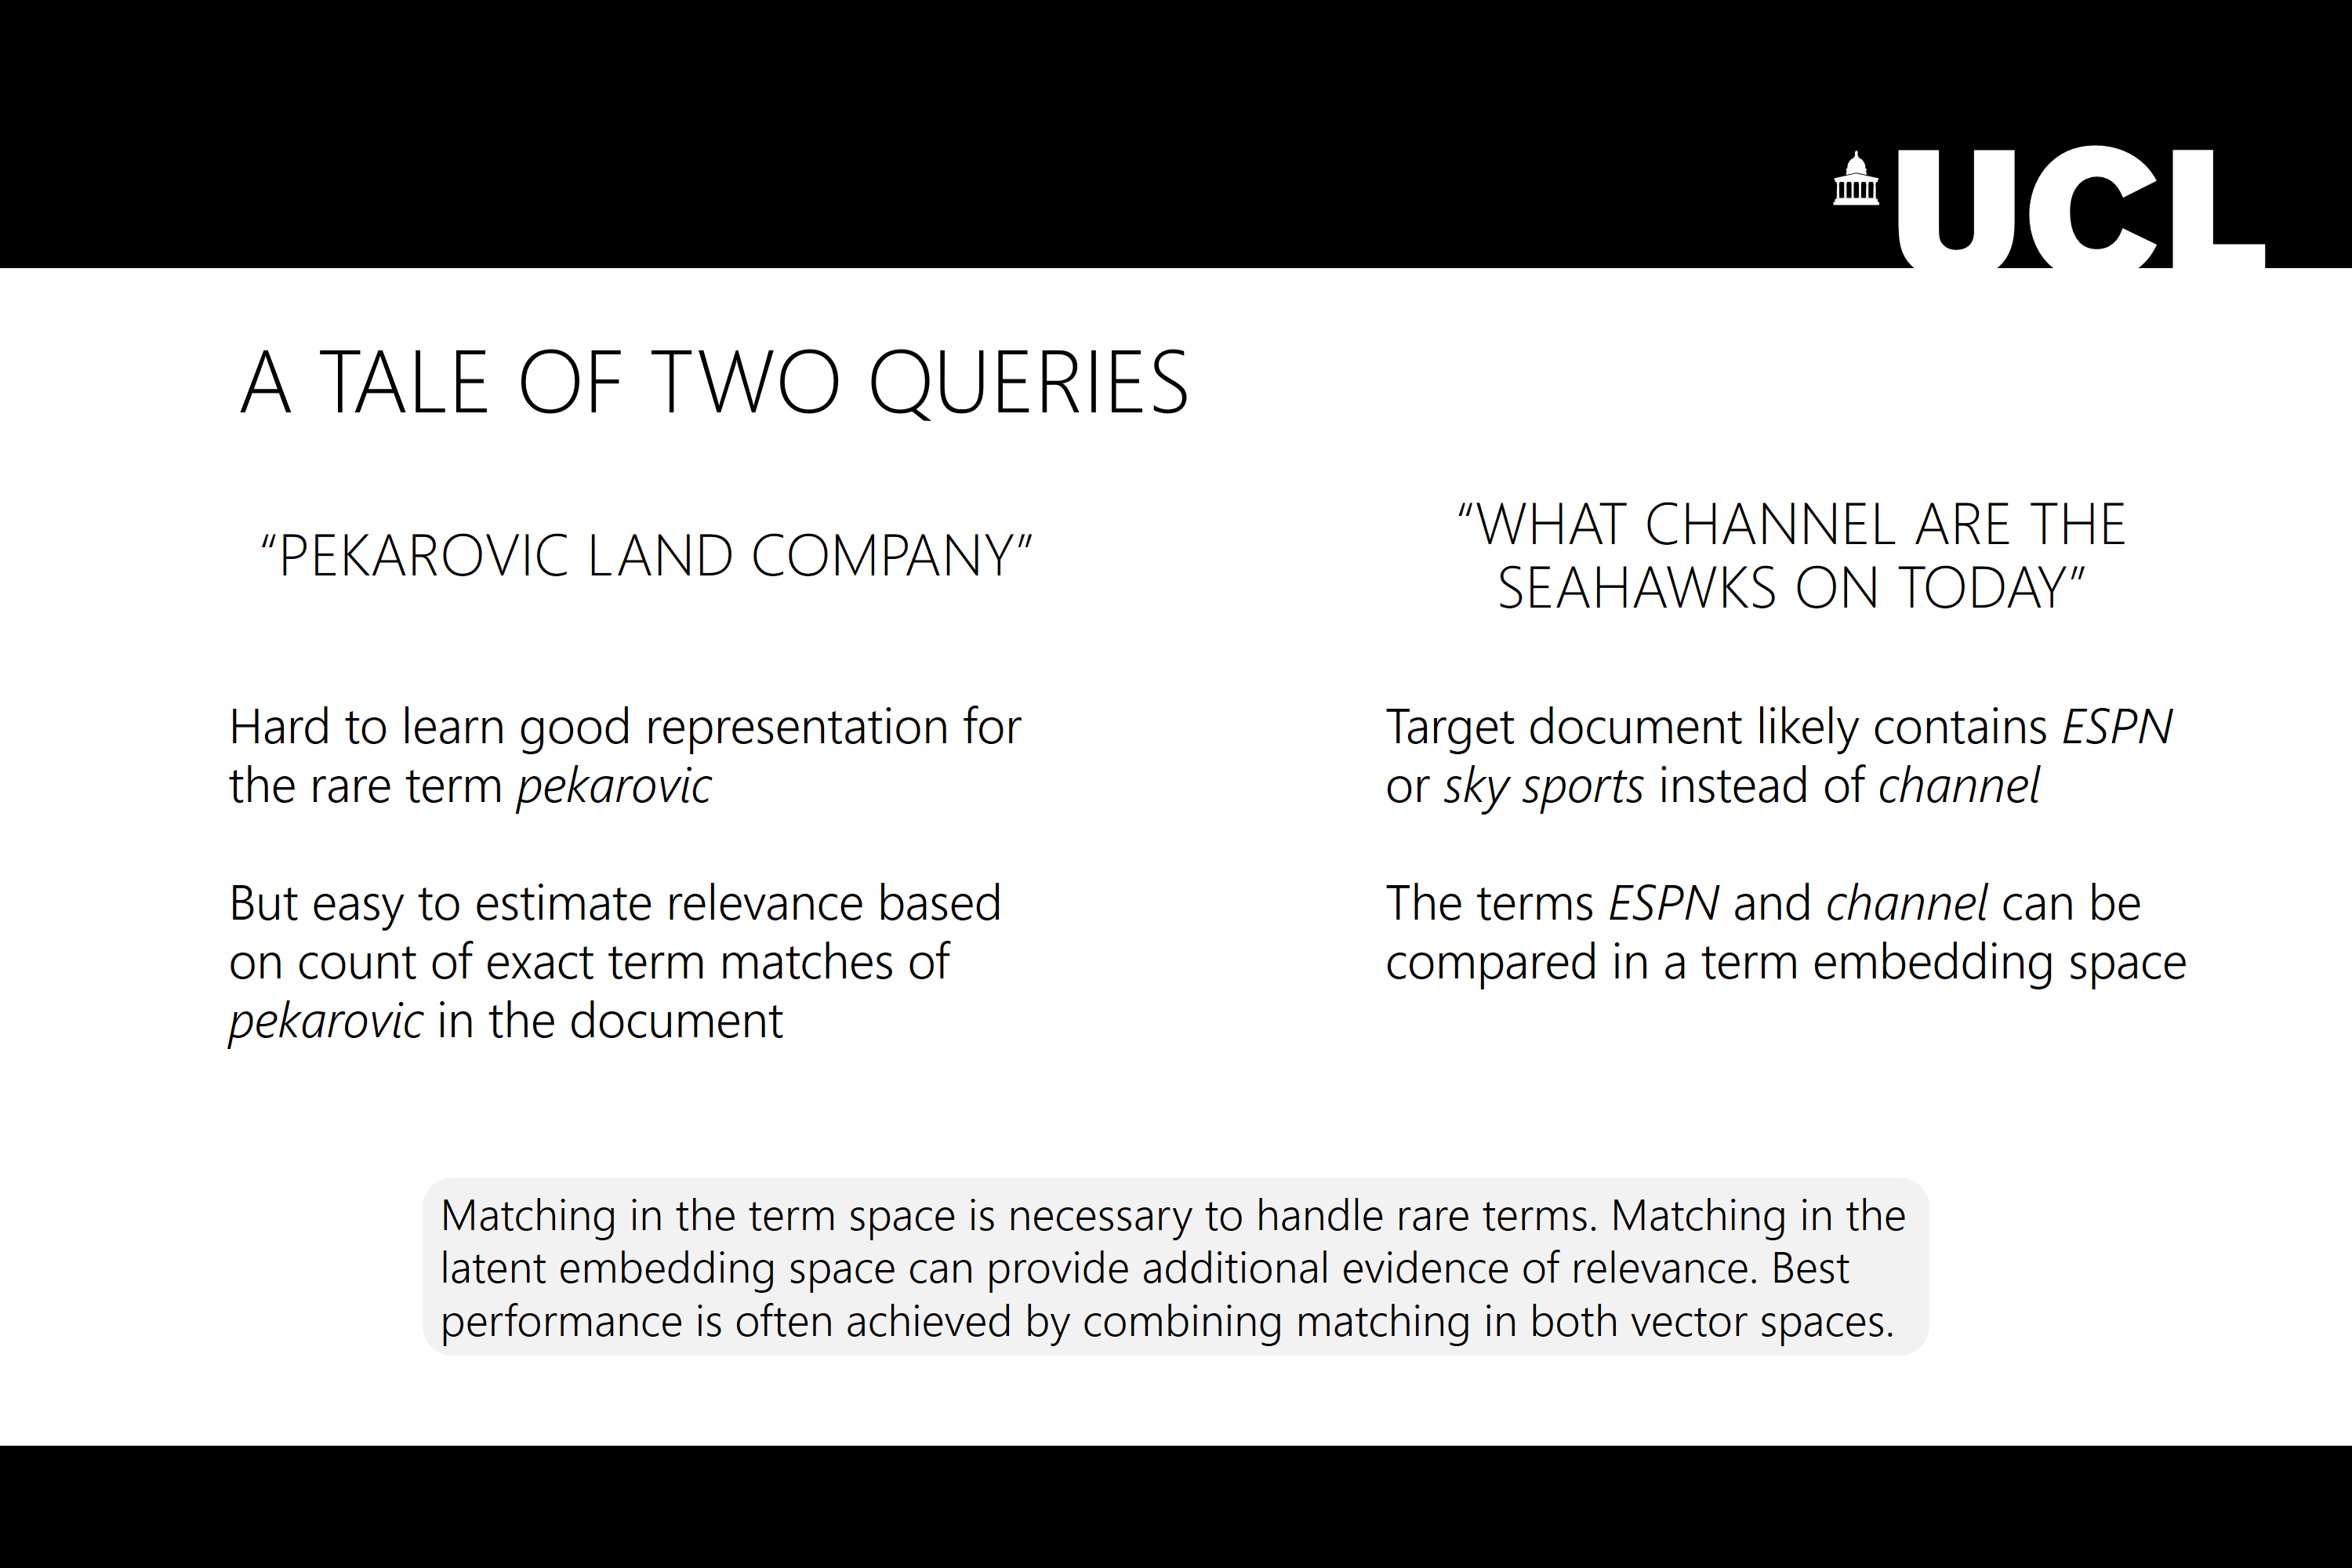 UCL
A TALE OF TWO QUERIES
“PEKAROVIC LAND COMPANY”
Hard to learn good representation for
the rare term pekarovic
But easy to estimate relevance based
on count of exact term matches of
pekarovic in the document
“WHAT CHANNEL ARE THE
SEAHAWKS ON TODAY”
Target document likely contains ESPN
or sky sports instead of channel
The terms ESPN and channel can be
compared in a term embedding space
Matching in the term space is necessary to handle rare terms. Matching in the
latent embedding space can provide additional evidence of relevance. Best
performance is often achieved by combining matching in both vector spaces.